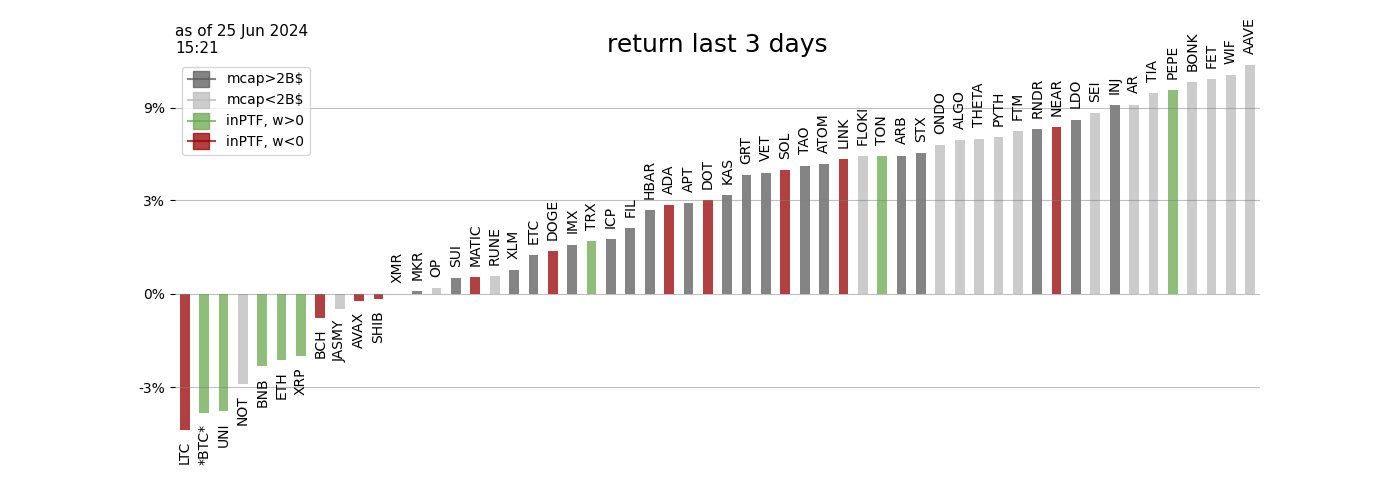 as of 25 Jun 2024
15:21
return last 3 days
mcap>2B$
mcap<2B$
inPTF, w>0
inPTF, w<0
9%
3%
0%
-3%
LTC
*BTC*
UNI
NOT
BNB
ETH
XRP
BCH
JASMY
AVAX
SHIB
XMR
MKR
OP
SUI
MATIC
RUNE
XLM
ETC
DOGE
IMX
TRX
ICP
FIL
HBAR
ADA
APT
DOT
KAS
GRT
VET
SOL
TAO
ATOM
LINK
FLOKI
TON
ARB
STX
ONDO
ALGO
THETA
PYTH
FTM
RNDR
NEAR
LDO
SEI
INJ
AR
TIA
PEPE
BONK
FET
WIF
AAVE